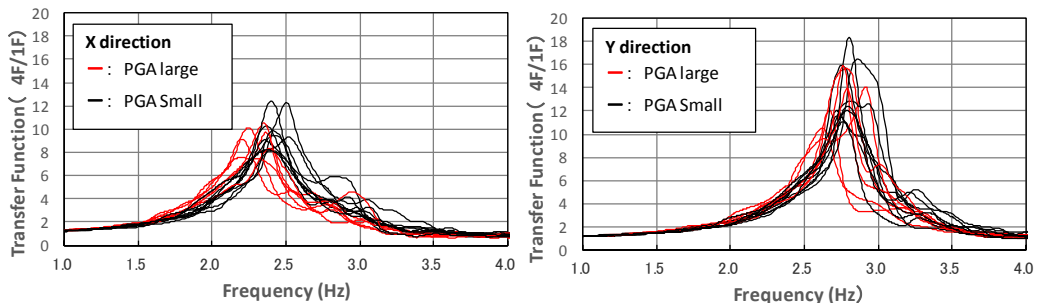 Transfer Function( 4F/1F)
20
18
16
14
12
10
8
6
4
2
0
X direction
— : PGA large
— : PGA Small
1.0 1.5 2.0 2.5 3.0 3.5 4.0
Frequency (Hz)
Transfer Function( 4F/1F)
20
18
16
14
12
10
8
6
4
2
0
Y direction
— : PGA large
— : PGA Small
1.0 1.5 2.0 2.5 3.0 3.5 4.0
Frequency (Hz)